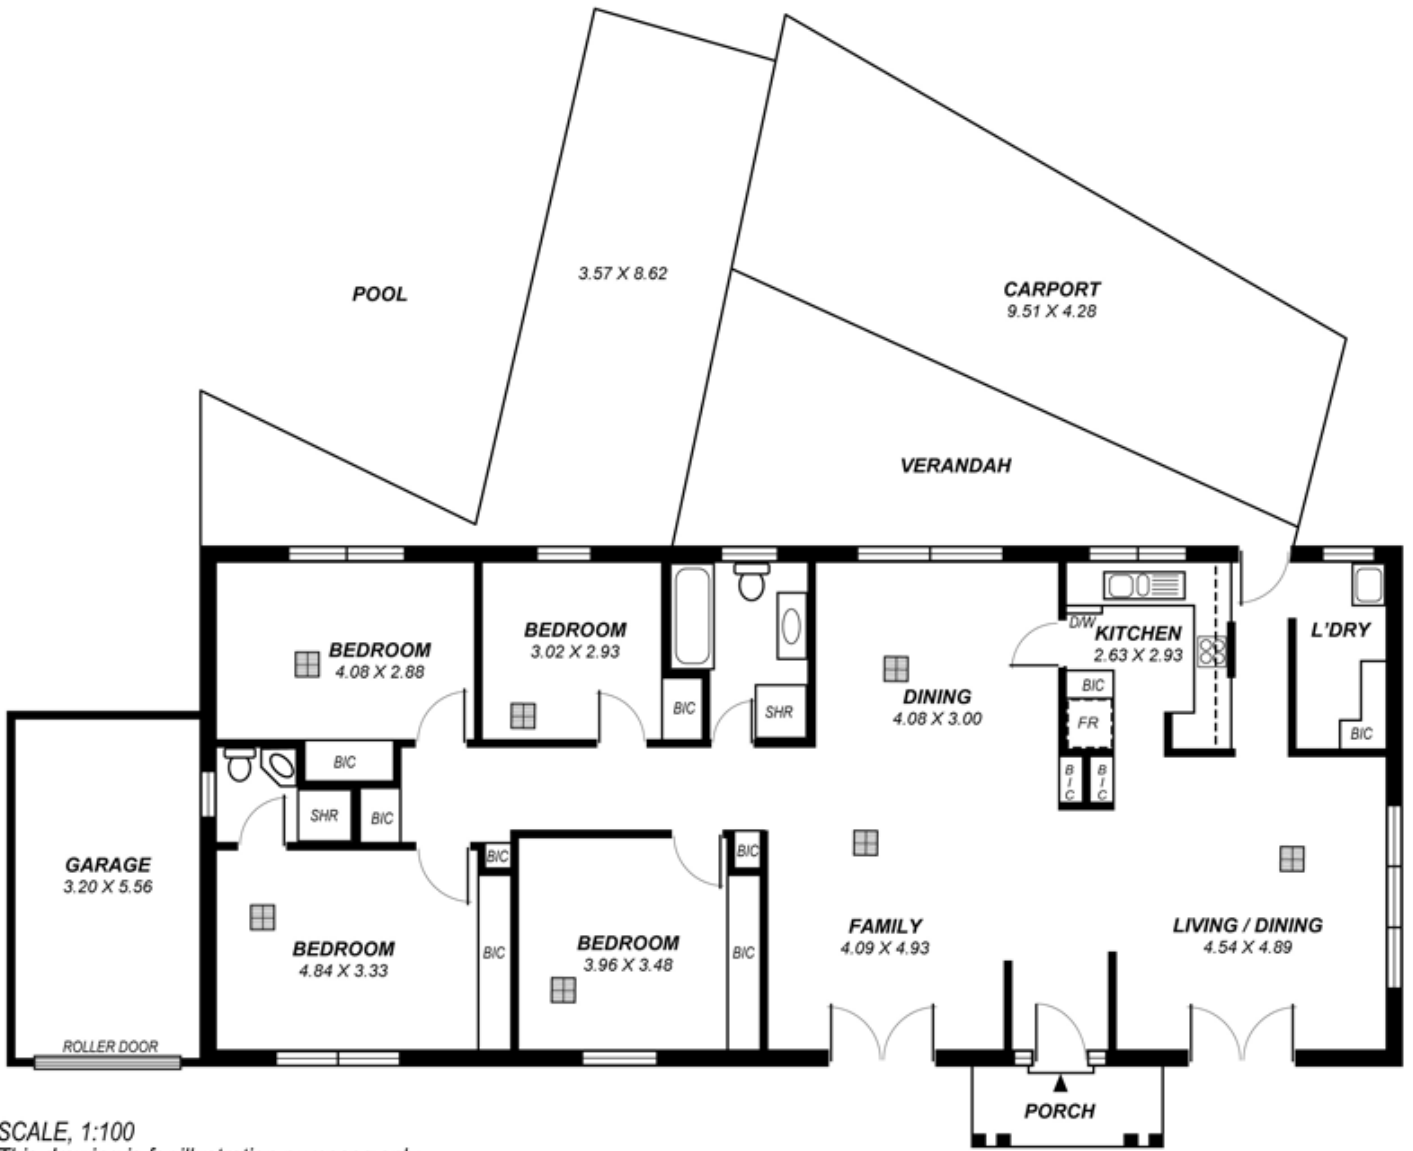 3.57 X 8.62
POOL
CARPORT
9.51 X 4.28
VERANDAH
BEDROOM
4.08 X 2.88
BEDROOM
3.02 X 2.93
D/W
KITCHEN
2.63 X 2.93
L'DRY
DINING
4.08 X 3.00
BIC
SHR
BIC
FR
BIC
BIC
BIC
BIC
SHR
BIC
BIC
BIC
GARAGE
3.20 X 5.56
BEDROOM
4.84 X 3.33
BIC
BEDROOM
3.96 X 3.48
BIC
FAMILY
4.09 X 4.93
LIVING / DINING
4.54 X 4.89
ROLLER DOOR
PORCH
SCALE, 1:100